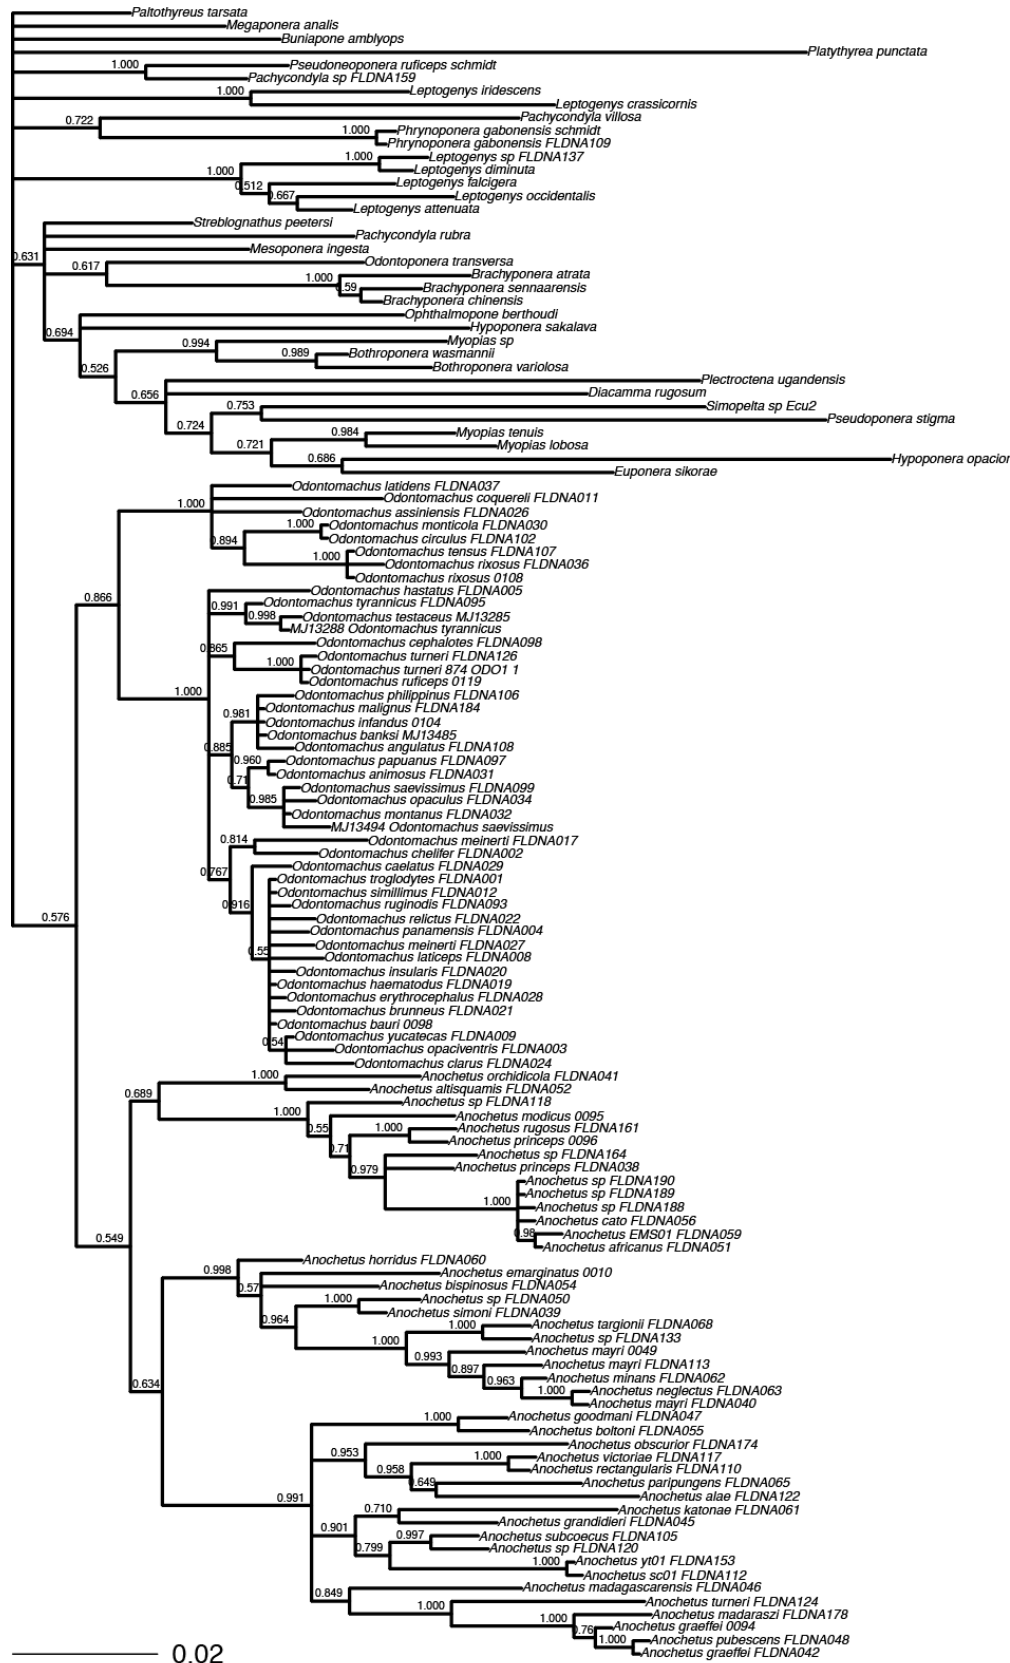 Paltothyreus tarsata
Megaponera analis
Buniapone amblyops
Platythyrea punctata
1.000 Pseudoneoponera ruficeps schmidt
Pachycondyla sp FLDNA159
1.000 Leptogenys iridescens
Leptogenys crassicornis
0.722 Pachycondyla villosa
1.000 Phrynoponera gabonensis schmidt
Phrynoponera gabonensis FLDNA109
1.000 Leptogenys sp FLDNA137
1.000 Leptogenys diminuta
0.512 Leptogenys falcigera
0.667 Leptogenys occidentalis
Leptogenys attenuata
Streblognathus peetersi
Pachycondyla rubra
0.631 Mesoponera ingesta
0.617 Odontoponera transversa
1.000 Brachyponera atrata
.59 Brachyponera sennaarensis
Brachyponera chinensis
Ophthalmopone berthoudi
0.694 Hypoponera sakalava
0.994 Myopias sp
0.989 Bothroponera wasmannii
0.526 Bothroponera variolosa
Plectroctena ugandensis
0.656 Diacamma rugosum
0.753 Simopelta sp Ecu2
0.724 Pseudoponera stigma
0.984 Myopias tenuis
0.721 Myopias lobosa
0.686 Hypoponera opacior
Euponera sikorae
Odontomachus latidens FLDNA037
1.000 Odontomachus coquereli FLDNA011
Odontomachus assiniensis FLDNA026
1.000 Odontomachus monticola FLDNA030
0.894 Odontomachus circulus FLDNA102
Odontomachus tensus FLDNA107
1.000 Odontomachus rixosus FLDNA036
Odontomachus rixosus 0108
0.866 Odontomachus hastatus FLDNA005
0.991 Odontomachus tyrannicus FLDNA095
0.998 Odontomachus testaceus MJ13285
MJ13288 Odontomachus tyrannicus
0.865 Odontomachus cephalotes FLDNA098
Odontomachus turneri FLDNA126
1.000 Odontomachus turneri 874 ODO1 1
Odontomachus ruficeps 0119
1.000 Odontomachus philippinus FLDNA106
Odontomachus malignus FLDNA184
0.981 Odontomachus infandus 0104
Odontomachus banksi MJ13485
0.885 Odontomachus angulatus FLDNA108
0.960 Odontomachus papuanus FLDNA097
0.71 Odontomachus animosus FLDNA031
Odontomachus saevissimus FLDNA099
0.985 Odontomachus opaculus FLDNA034
Odontomachus montanus FLDNA032
MJ13494 Odontomachus saevissimus
0.814 Odontomachus meinerti FLDNA017
Odontomachus chelifer FLDNA002
0.767 Odontomachus caelatus FLDNA029
Odontomachus troglodytes FLDNA001
Odontomachus simillimus FLDNA012
0.916 Odontomachus ruginodis FLDNA093
Odontomachus relictus FLDNA022
0.576 Odontomachus panamensis FLDNA004
Odontomachus meinerti FLDNA027
0.55 Odontomachus laticeps FLDNA008
Odontomachus insularis FLDNA020
Odontomachus haematodus FLDNA019
Odontomachus erythrocephalus FLDNA028
Odontomachus brunneus FLDNA021
Odontomachus bauri 0098
Odontomachus yucatecas FLDNA009
0.54 Odontomachus opaciventris FLDNA003
Odontomachus clarus FLDNA024
1.000 Anochetus orchidicola FLDNA041
0.689 Anochetus altisquamis FLDNA052
1.000 Anochetus sp FLDNA118
0.55 Anochetus modicus 0095
1.000 Anochetus rugosus FLDNA161
0.71 Anochetus princeps 0096
Anochetus sp FLDNA164
0.979 Anochetus princeps FLDNA038
Anochetus sp FLDNA190
Anochetus sp FLDNA189
1.000 Anochetus sp FLDNA188
Anochetus cato FLDNA056
0.98 Anochetus EMS01 FLDNA059
0.549 Anochetus africanus FLDNA051
Anochetus horridus FLDNA060
0.998 Anochetus emarginatus 0010
0.57 Anochetus bispinosus FLDNA054
1.000 Anochetus sp FLDNA050
0.964 Anochetus simoni FLDNA039
1.000 Anochetus targionii FLDNA068
1.000 Anochetus sp FLDNA133
0.993 Anochetus mayri 0049
0.897 Anochetus mayri FLDNA113
0.963 Anochetus minans FLDNA062
0.634 1.000 Anochetus neglectus FLDNA063
Anochetus mayri FLDNA040
1.000 Anochetus goodmani FLDNA047
Anochetus boltoni FLDNA055
0.953 Anochetus obscurior FLDNA174
1.000 Anochetus victoriae FLDNA117
0.958 Anochetus rectangularis FLDNA110
0.649 Anochetus paripungens FLDNA065
Anochetus alae FLDNA122
0.991 0.710 Anochetus katonae FLDNA061
Anochetus grandidieri FLDNA045
0.901 0.997 Anochetus subcoecus FLDNA105
0.799 Anochetus sp FLDNA120
1.000 Anochetus yt01 FLDNA153
Anochetus sc01 FLDNA112
0.849 Anochetus madagascarensis FLDNA046
1.000 Anochetus turneri FLDNA124
1.000 Anochetus madaraszi FLDNA178
0.76 Anochetus graeffei 0094
1.000 Anochetus pubescens FLDNA048
Anochetus graeffei FLDNA042
0.02